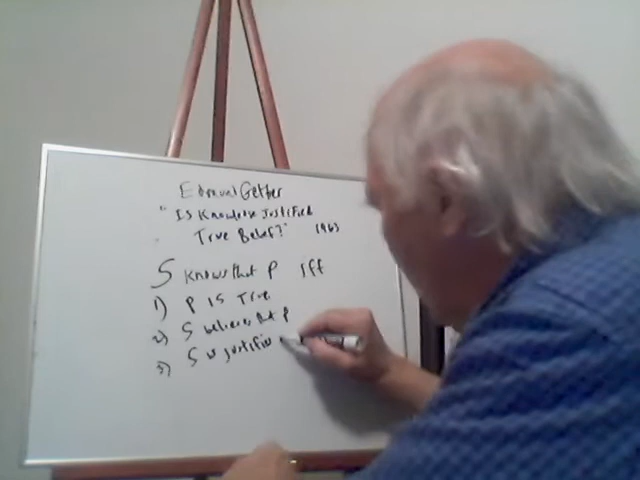 Edmund Gettier
"Is Knowledge Justified
True Belief?" 1963
S knows that P Iff
1) P is True
2) S believes that P
3) S is justifie